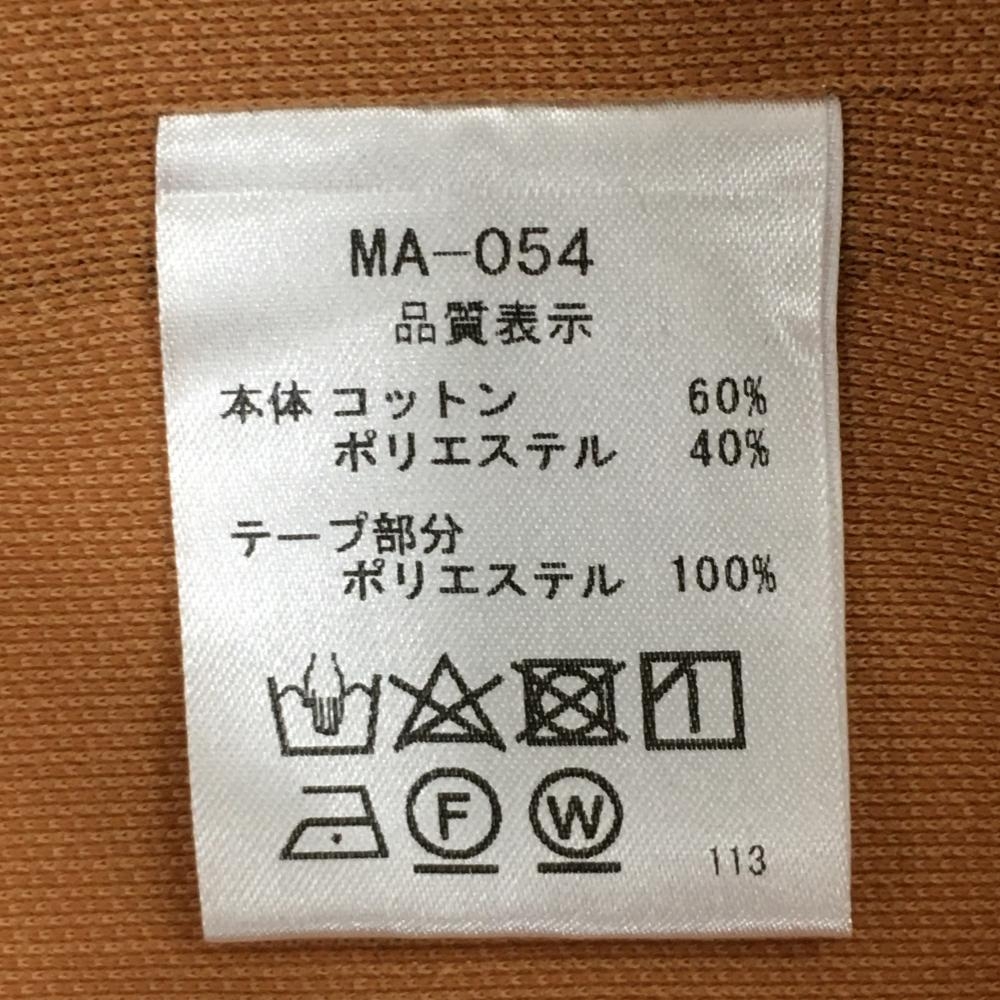 MA-054
品質表示
本体 コットン 60%
ポリエステル 40%
テープ部分
ポリエステル 100%
F W 113